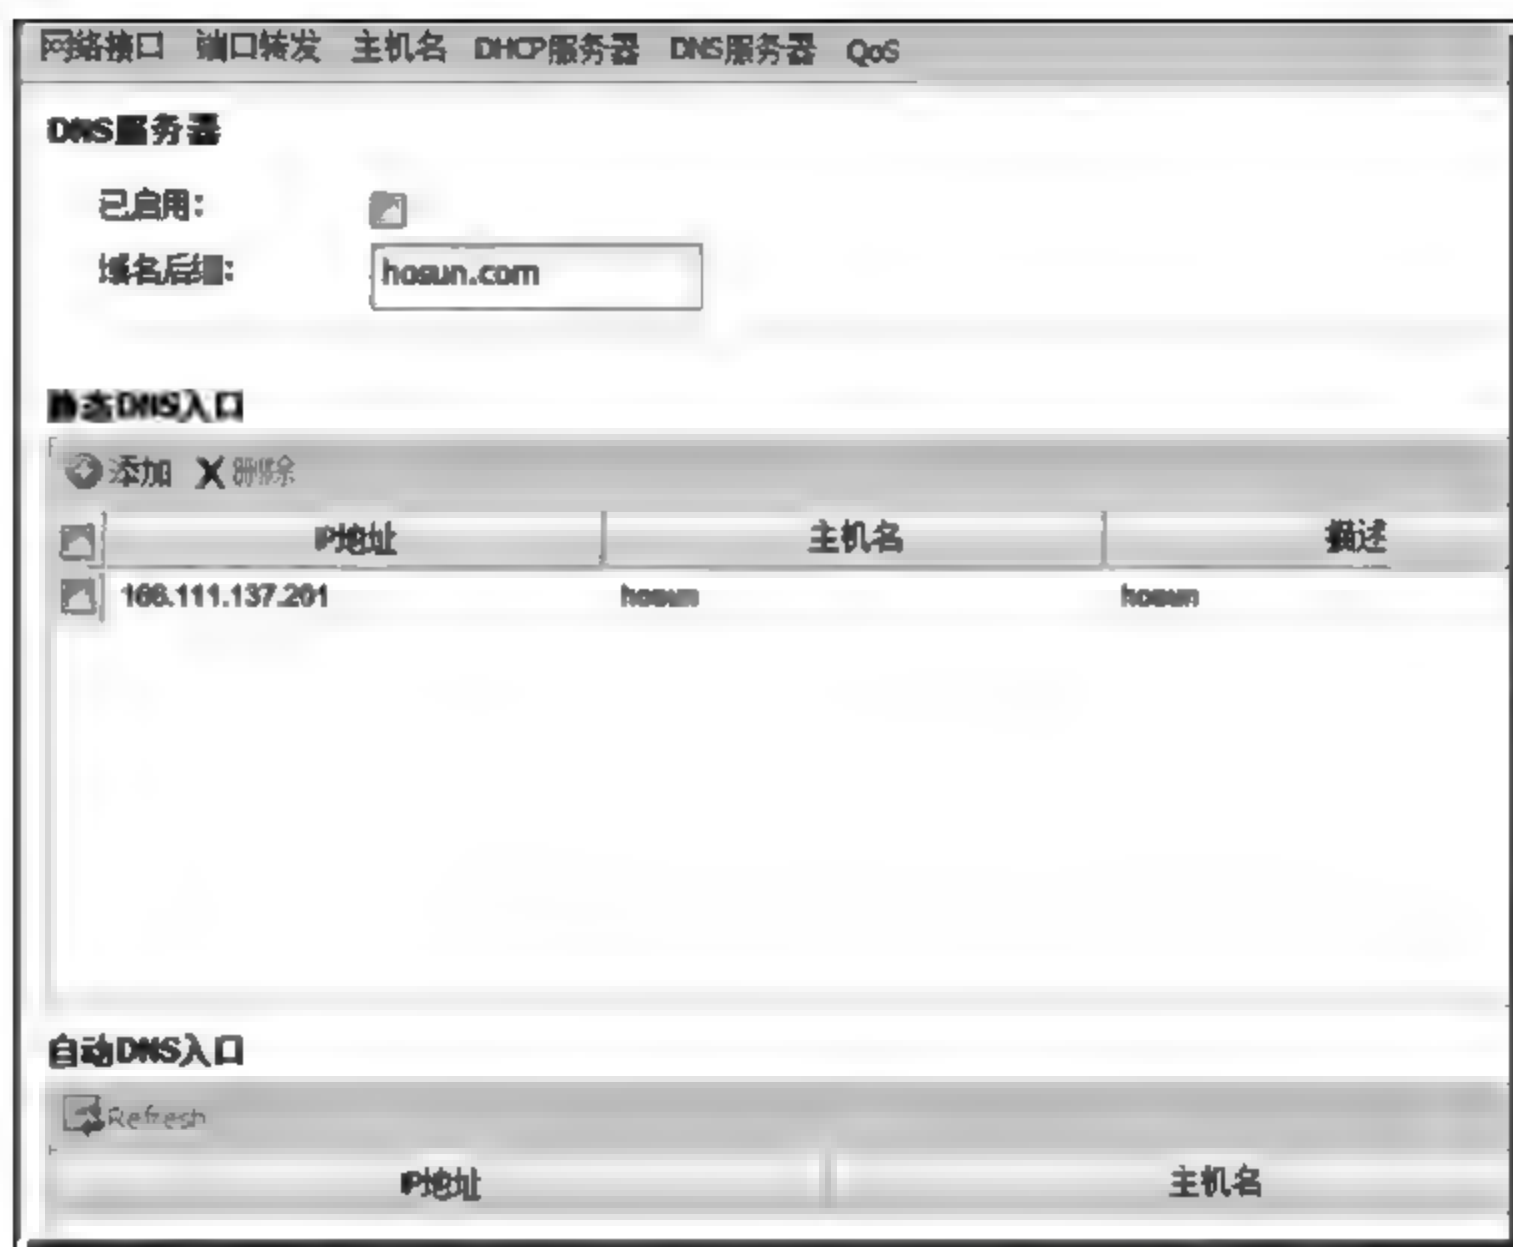 网络接口 端口转发 主机名 DHCP服务器 DNS服务器 QoS
DNS服务器
已启用：
域名后缀： hosun.com
静态DNS入口
添加 删除
IP地址 主机名 描述
166.111.137.201 hosun hosun
自动DNS入口
Refresh
IP地址 主机名